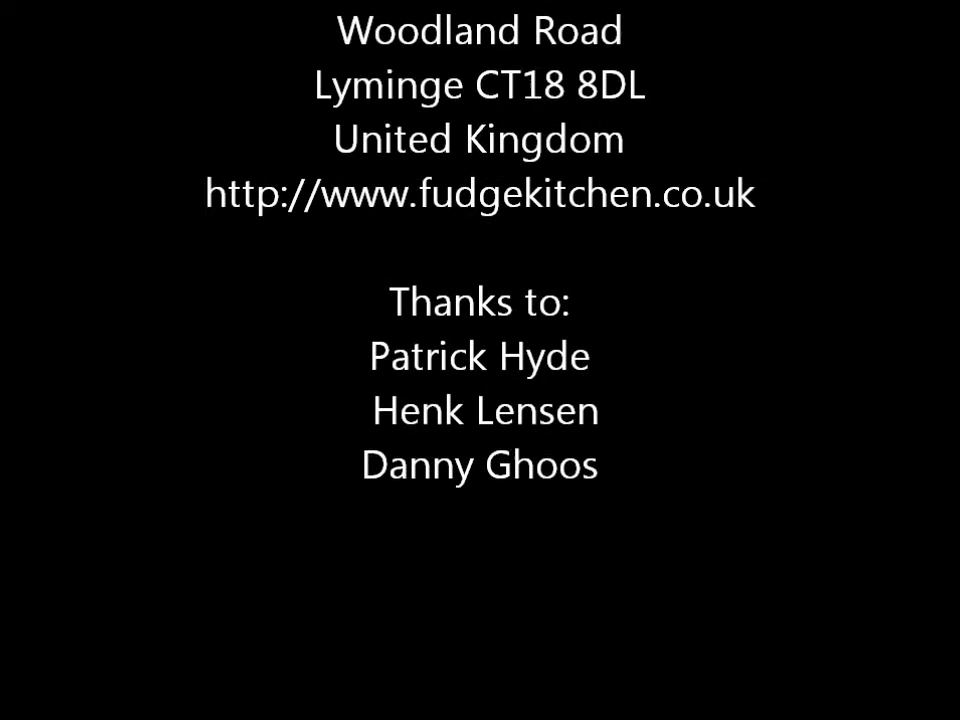 Woodland Road
Lyminge CT18 8DL
United Kingdom
http://www.fudgekitchen.co.uk
Thanks to:
Patrick Hyde
Henk Lensen
Danny Ghoos